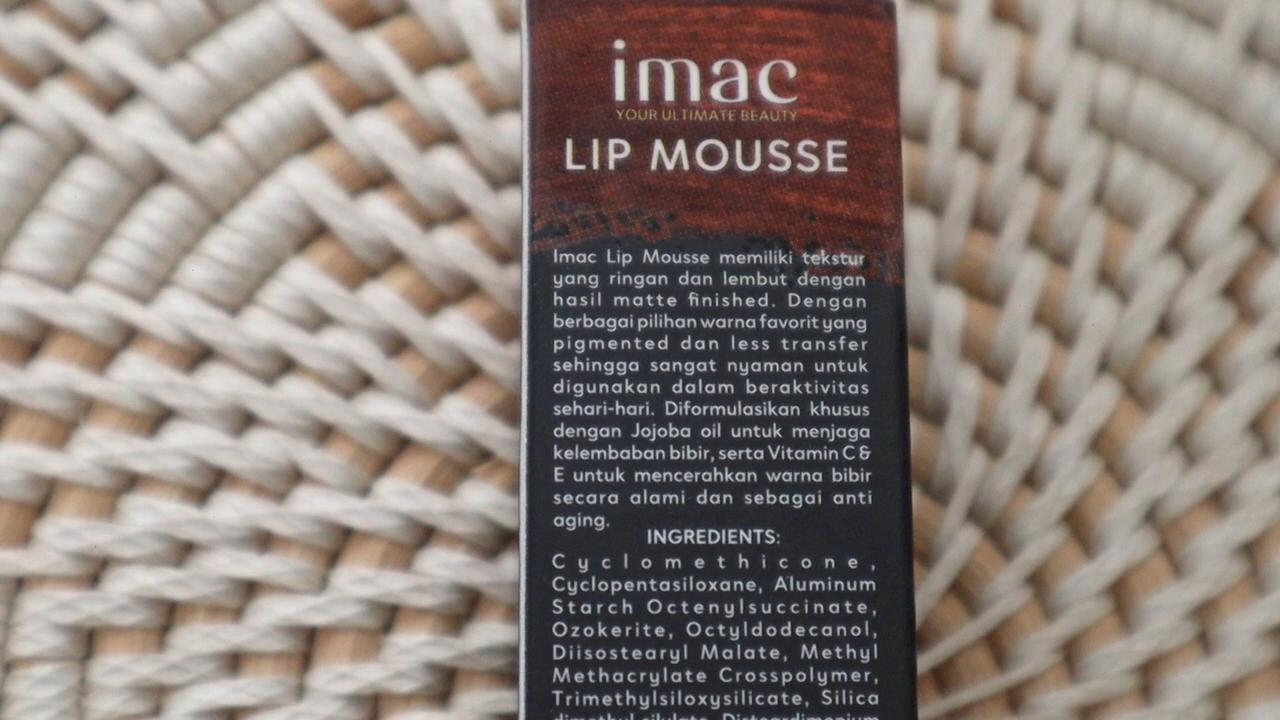 imac
YOUR ULTIMATE BEAUTY
LIP MOUSSE
Imac Lip Mousse memiliki tekstur
yang ringan dan lembut dengan
hasil matte finished. Dengan
berbagai pilihan warna favorit yang
pigmented dan less transfer
sehingga sangat nyaman untuk
digunakan dalam beraktivitas
sehari-hari. Diformulasikan khusus
dengan Jojoba oil untuk menjaga
kelembaban bibir, serta Vitamin C &
E untuk mencerahkan warna bibir
secara alami dan sebagai anti
aging.
INGREDIENTS:
Cyclomethicone,
Cyclopentasiloxane, Aluminum
Starch Octenylsuccinate,
Ozokerite, Octyldodecanol,
Diisostearyl Malate, Methyl
Methacrylate Crosspolymer,
Trimethylsiloxysilicate, Silica